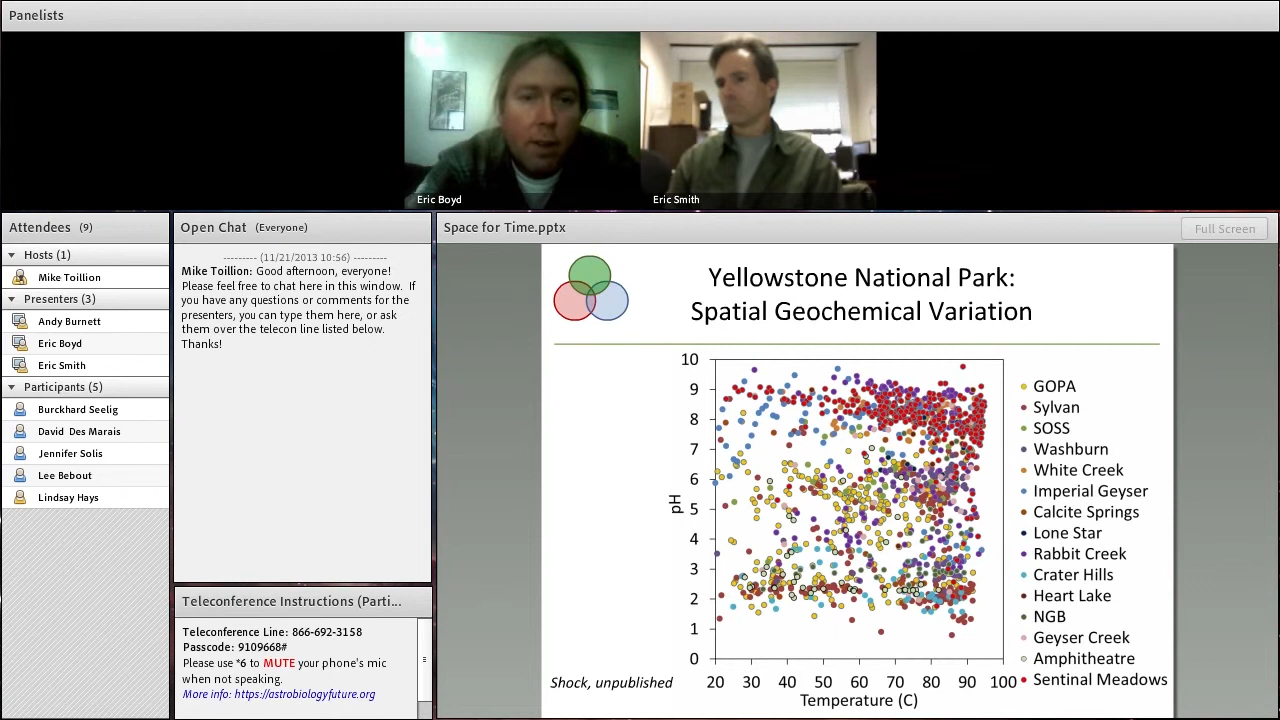 Panelists
Eric Boyd
Eric Smith
Attendees (9)
Hosts (1)
Mike Toillion
Presenters (3)
Andy Burnett
Eric Boyd
Eric Smith
Participants (5)
Burckhard Seelig
David Des Marais
Jennifer Solis
Lee Bebout
Lindsay Hays
Open Chat (Everyone)
--------- (11/21/2013 10:56) ---------
Mike Toillion: Good afternoon, everyone!
Please feel free to chat here in this window. If
you have any questions or comments for the
presenters, you can type them here, or ask
them over the telecon line listed below.
Thanks!
Teleconference Instructions (Parti...
Teleconference Line: 866-692-3158
Passcode: 9109668#
Please use *6 to MUTE your phone's mic
when not speaking.
More info: https://astrobiologyfuture.org
Space for Time.pptx
Full Screen
Yellowstone National Park:
Spatial Geochemical Variation
10
9
8
7
6
5
4
3
2
1
0
pH
20 30 40 50 60 70 80 90 100
Temperature (C)
GOPA
Sylvan
SOSS
Washburn
White Creek
Imperial Geyser
Calcite Springs
Lone Star
Rabbit Creek
Crater Hills
Heart Lake
NGB
Geyser Creek
Amphitheatre
Sentinal Meadows
Shock, unpublished